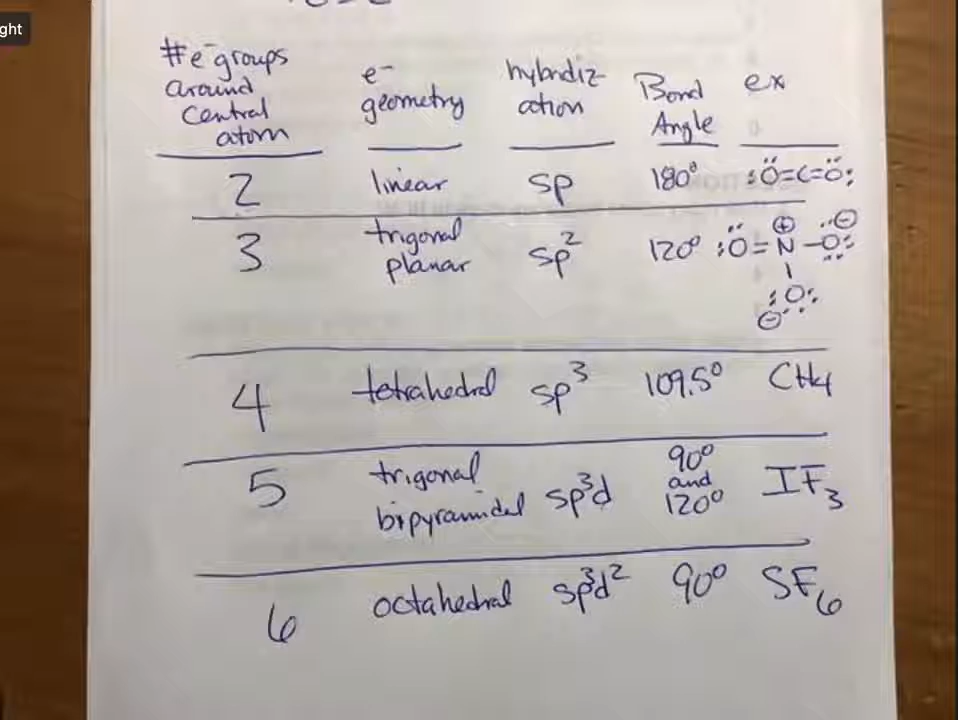 ght
#e⁻groups around central atom | e⁻ geometry | hybridiz-ation | Bond Angle | ex
2 | linear | sp | 180° | :Ö=C=Ö:
3 | trigonal planar | sp² | 120° | :Ö=N–O: O: ⊕ ⊖ ⊖
4 | tetrahedral | sp³ | 109.5° | CH4
5 | trigonal bipyramidal | sp³d | 90° and 120° | IF₃
6 | octahedral | sp³d² | 90° | SF₆